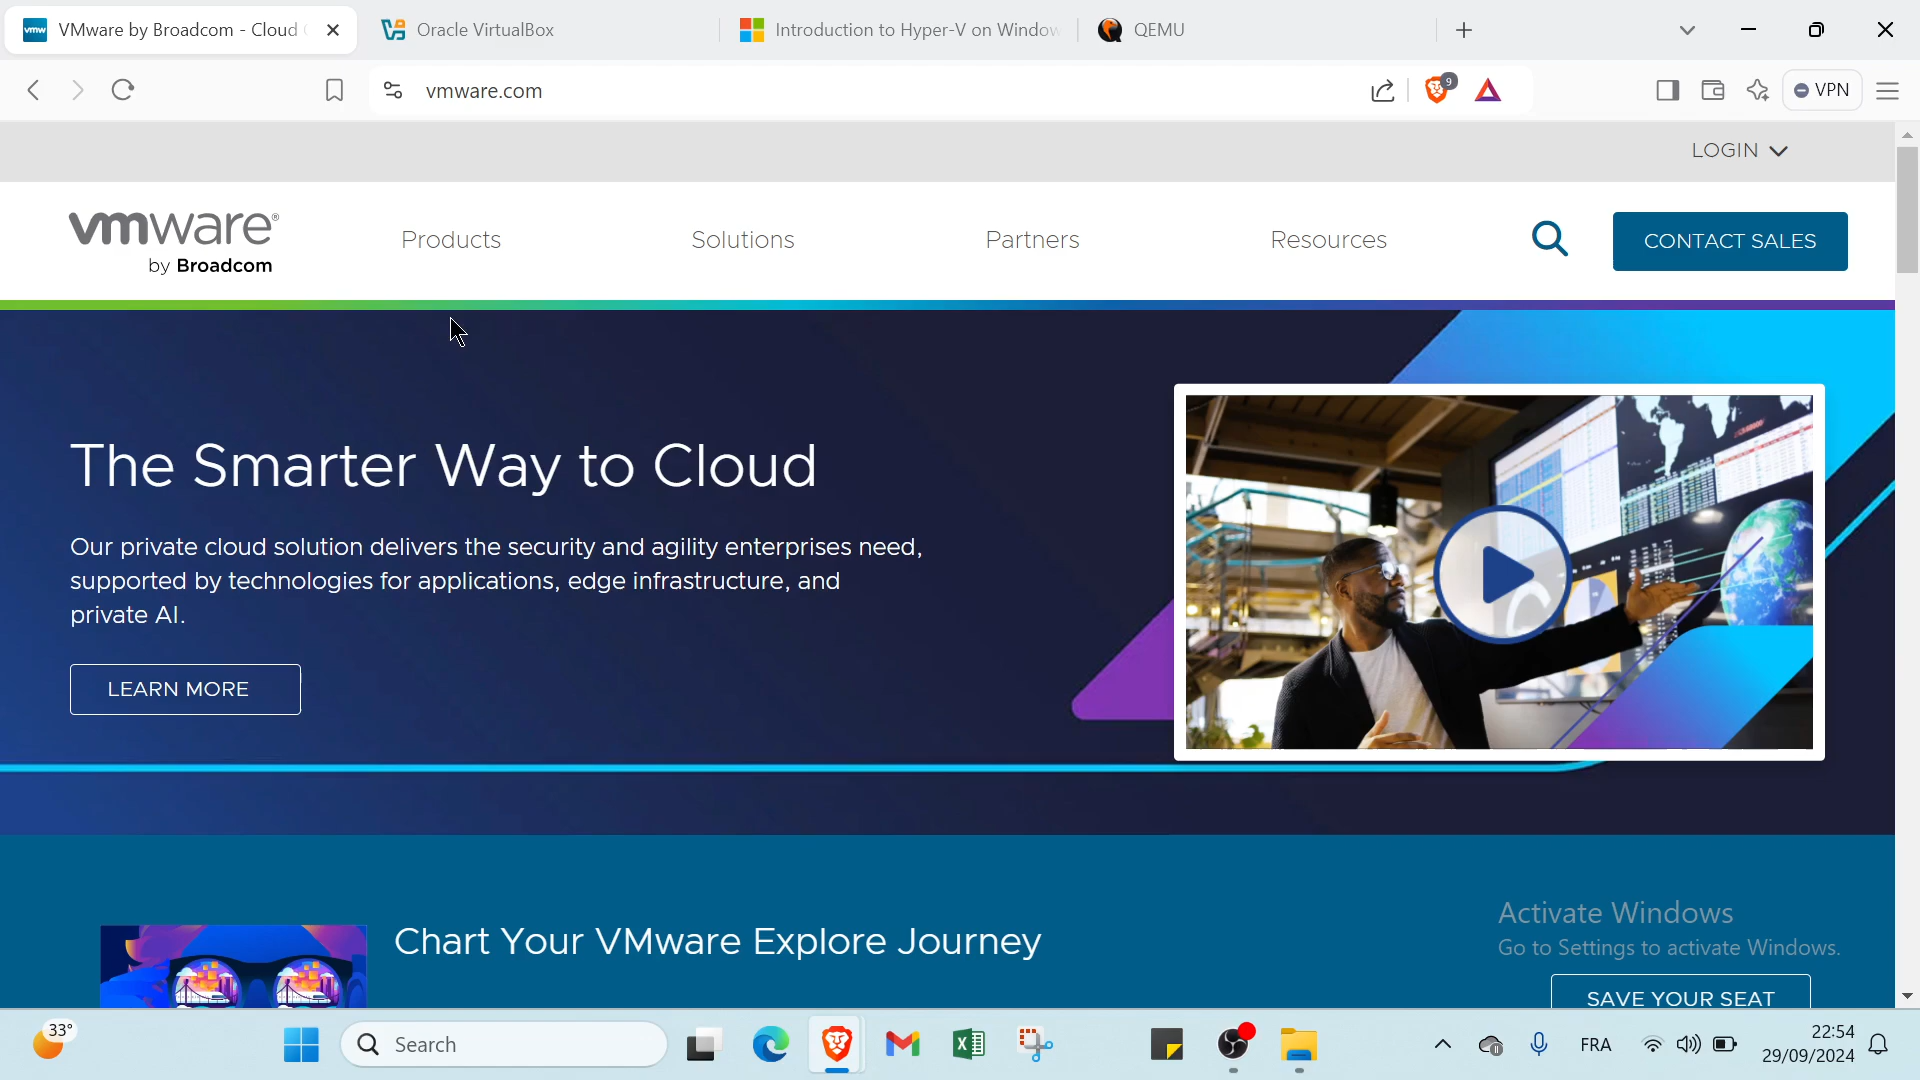 VMware by Broadcom - Cloud
Oracle VirtualBox
Introduction to Hyper-V on Window
QEMU
vmware.com
9
VPN
LOGIN
vmware®
by Broadcom
Products
Solutions
Partners
Resources
CONTACT SALES
The Smarter Way to Cloud
Our private cloud solution delivers the security and agility enterprises need,
supported by technologies for applications, edge infrastructure, and
private AI.
LEARN MORE
Chart Your VMware Explore Journey
Activate Windows
Go to Settings to activate Windows.
SAVE YOUR SEAT
33°
Search
FRA
22:54
29/09/2024